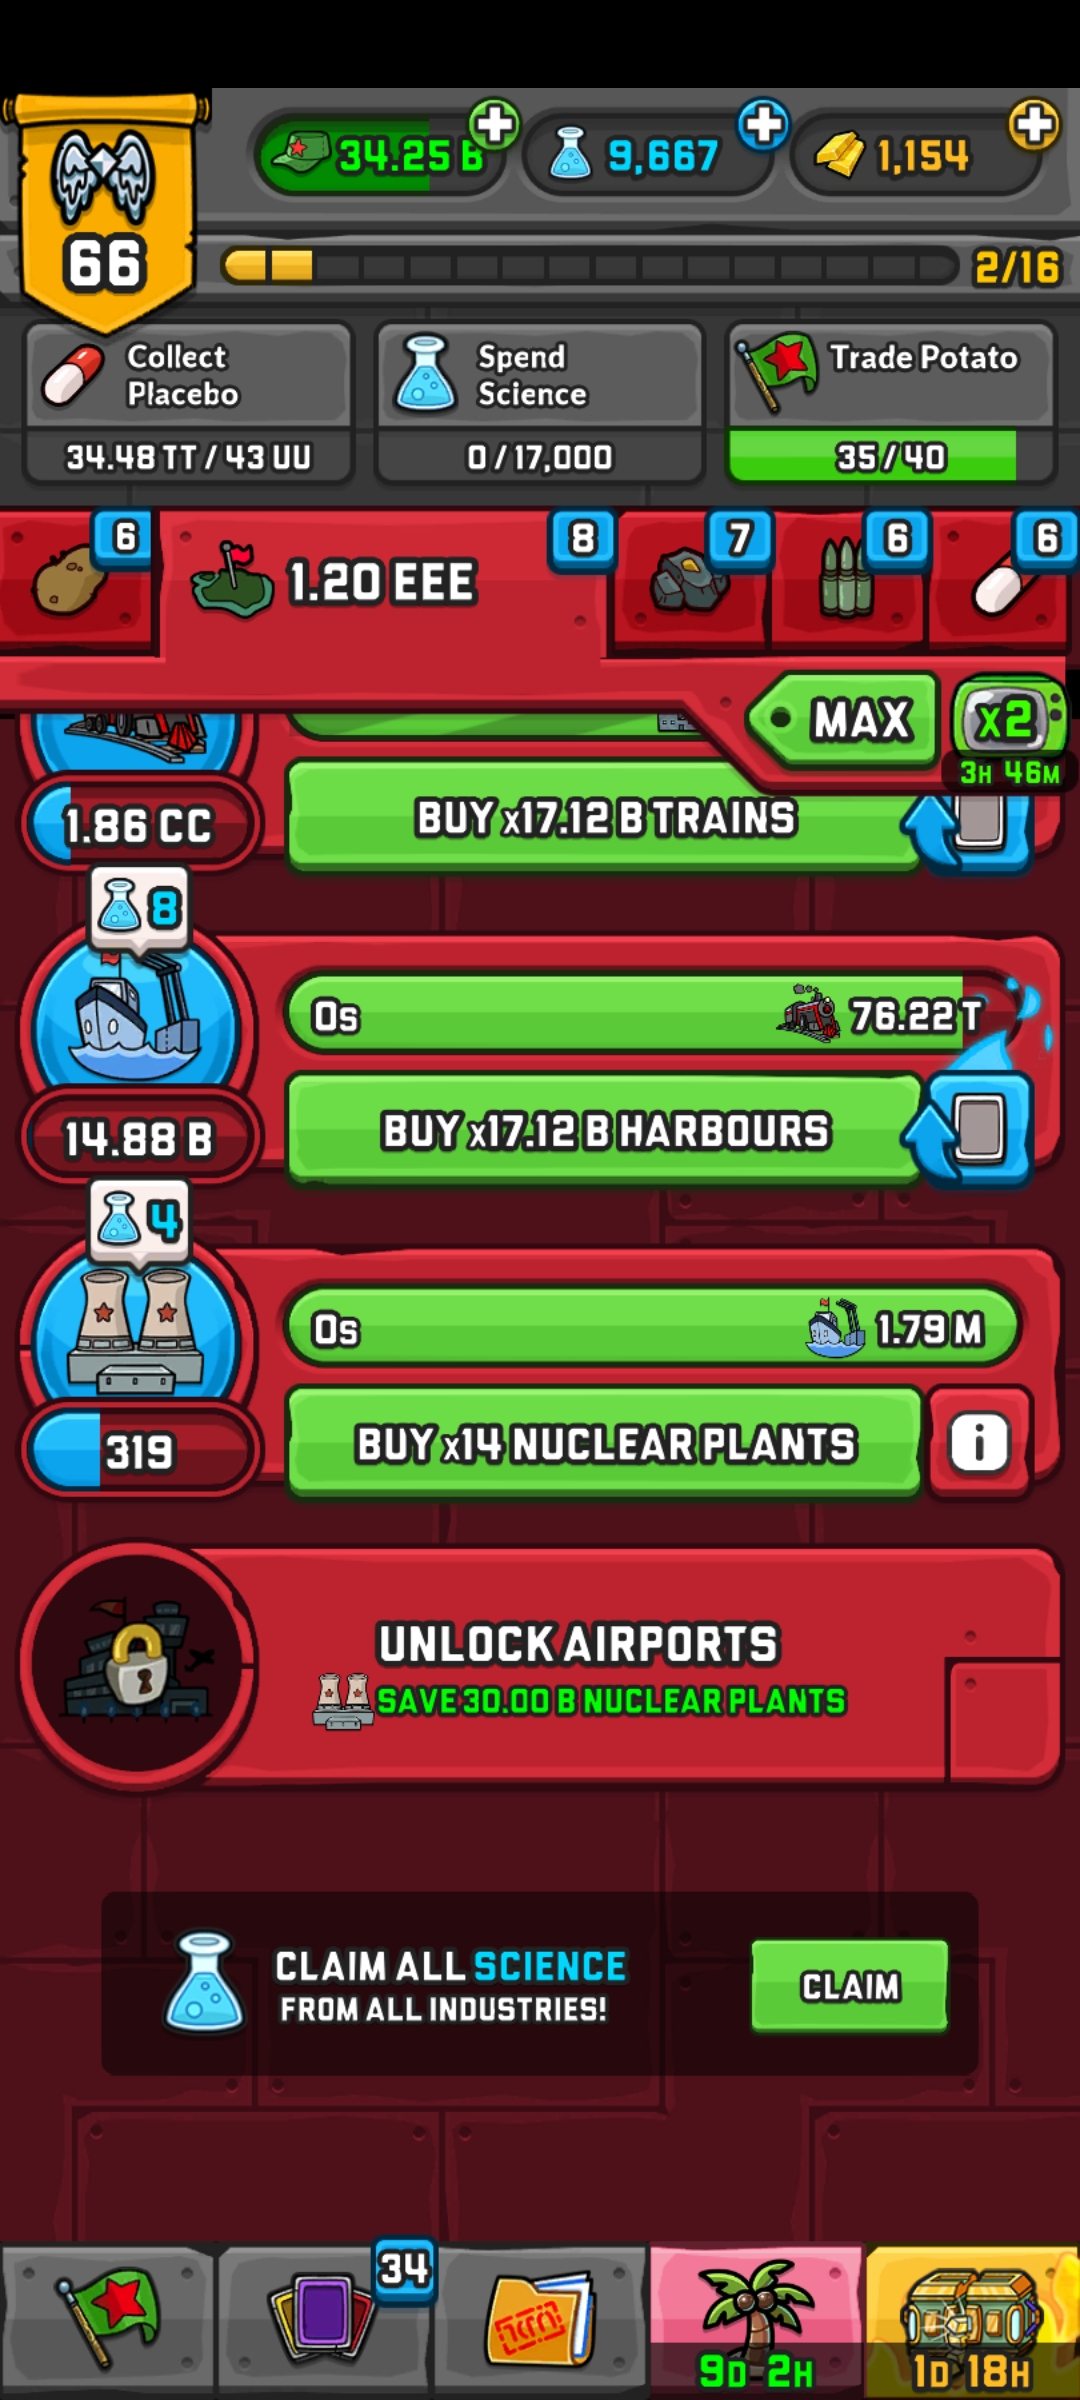 34.25 B
9,667
1,154
66
2/16
Collect
Placebo
34.48 TT / 43 UU
Spend
Science
0 / 17,000
Trade Potato
35 / 40
6
1.20 EEE
8
7
6
6
MAX
x2
3H 46M
1.86 CC
BUY x17.12 B TRAINS
8
0s
76.22 T
14.88 B
BUY x17.12 B HARBOURS
4
0s
1.79 M
319
BUY x14 NUCLEAR PLANTS
i
UNLOCK AIRPORTS
SAVE 30.00 B NUCLEAR PLANTS
CLAIM ALL SCIENCE
FROM ALL INDUSTRIES!
CLAIM
34
9D 2H
1D 18H